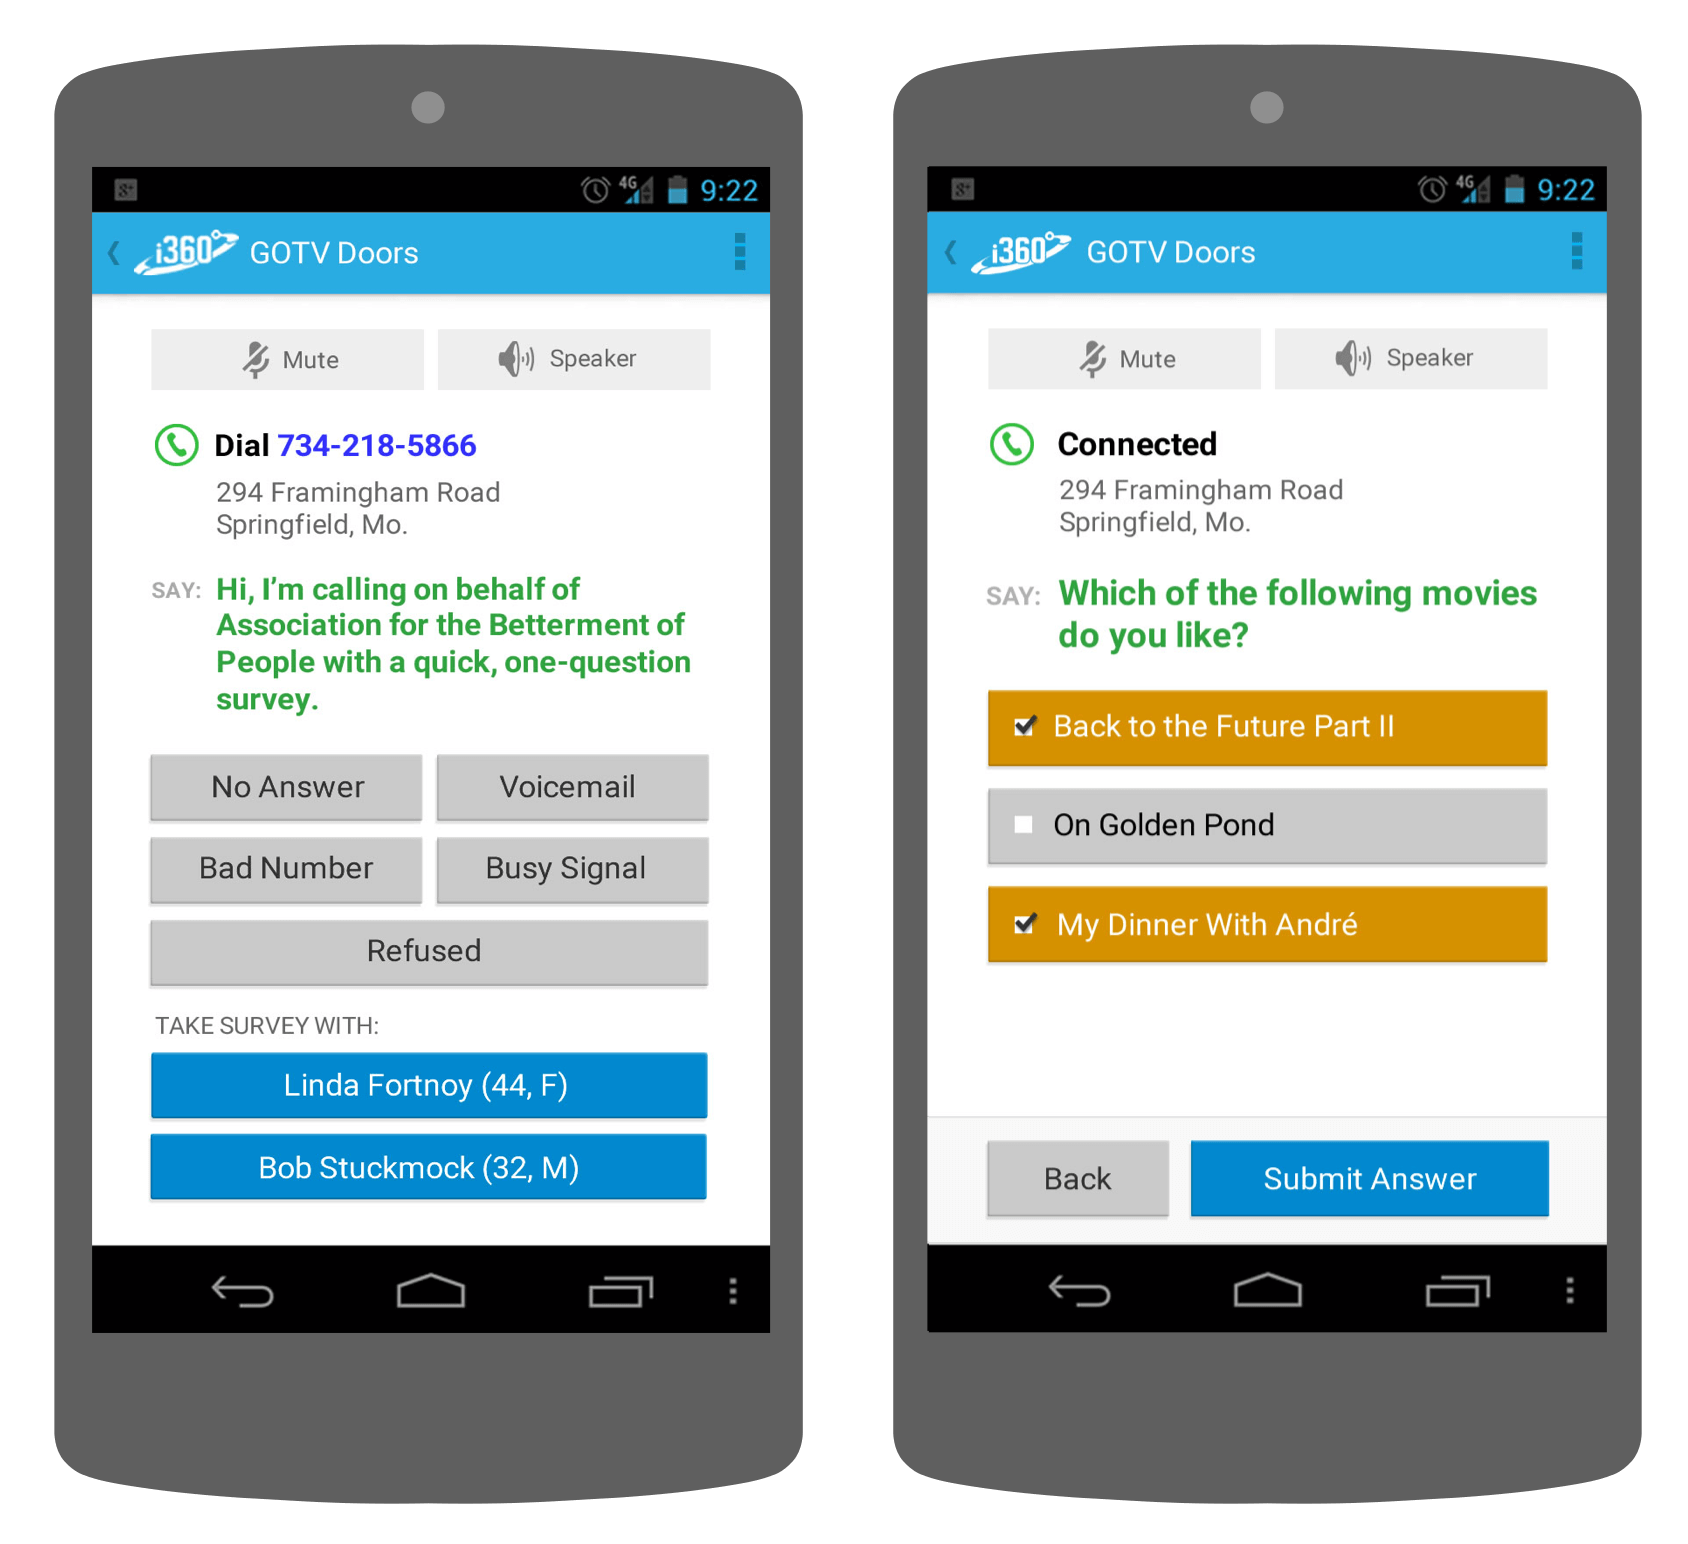 4G 9:22
i360 GOTV Doors
Mute Speaker
Dial 734-218-5866
294 Framingham Road
Springfield, Mo.
SAY: Hi, I’m calling on behalf of
Association for the Betterment of
People with a quick, one-question
survey.
No Answer Voicemail
Bad Number Busy Signal
Refused
TAKE SURVEY WITH:
Linda Fortnoy (44, F)
Bob Stuckmock (32, M)
4G 9:22
i360 GOTV Doors
Mute Speaker
Connected
294 Framingham Road
Springfield, Mo.
SAY: Which of the following movies
do you like?
Back to the Future Part II
On Golden Pond
My Dinner With André
Back Submit Answer